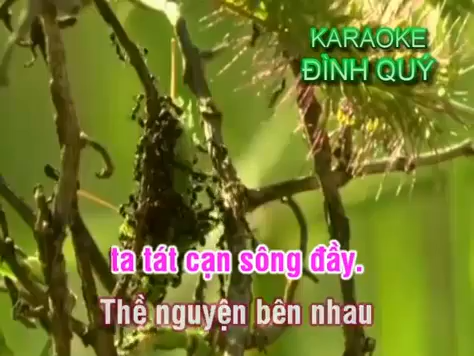 KARAOKE
ĐÌNH QUÝ
ta tát cạn sông đầy.
Thề nguyện bên nhau